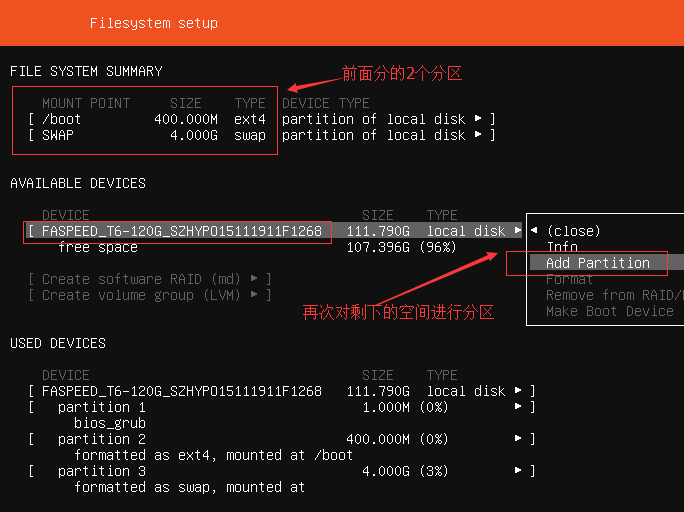 Filesystem setup
FILE SYSTEM SUMMARY
前面分的2个分区
MOUNT POINT SIZE TYPE DEVICE TYPE
[ /boot 400.000M ext4 partition of local disk ▸ ]
[ SWAP 4.000G swap partition of local disk ▸ ]
AVAILABLE DEVICES
DEVICE SIZE TYPE
[ FASPEED_T6-120G_SZHYPO15111911F1268 111.790G local disk ▸
free space 107.396G (96%)
◂ (close)
Info
Add Partition
Format
Remove from RAID/
Make Boot Device
[ Create software RAID (md) ▸ ]
[ Create volume group (LVM) ▸ ]
再次对剩下的空间进行分区
USED DEVICES
DEVICE SIZE TYPE
[ FASPEED_T6-120G_SZHYPO15111911F1268 111.790G local disk ▸ ]
[ partition 1 1.000M (0%) ▸ ]
bios_grub
[ partition 2 400.000M (0%) ▸ ]
formatted as ext4, mounted at /boot
[ partition 3 4.000G (3%) ▸ ]
formatted as swap, mounted at